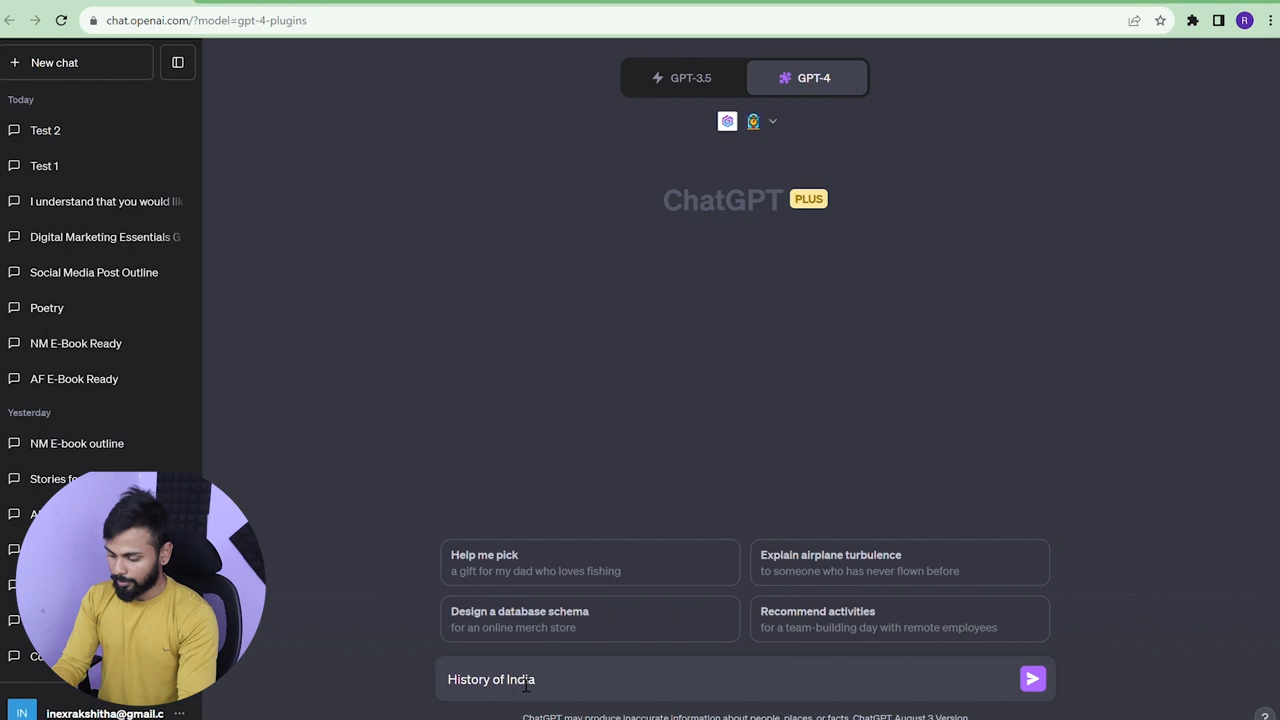 chat.openai.com/?model=gpt-4-plugins
R
New chat
GPT-3.5
GPT-4
Today
Test 2
Test 1
ChatGPT PLUS
I understand that you would lik
Digital Marketing Essentials G
Social Media Post Outline
Poetry
NM E-Book Ready
AF E-Book Ready
Yesterday
NM E-book outline
Stories fo
Help me pick
a gift for my dad who loves fishing
Explain airplane turbulence
to someone who has never flown before
Design a database schema
for an online merch store
Recommend activities
for a team-building day with remote employees
History of India
IN
inexrakshitha@gmail.c
ChatGPT may produce inaccurate information about people, places, or facts. ChatGPT August 3 Version